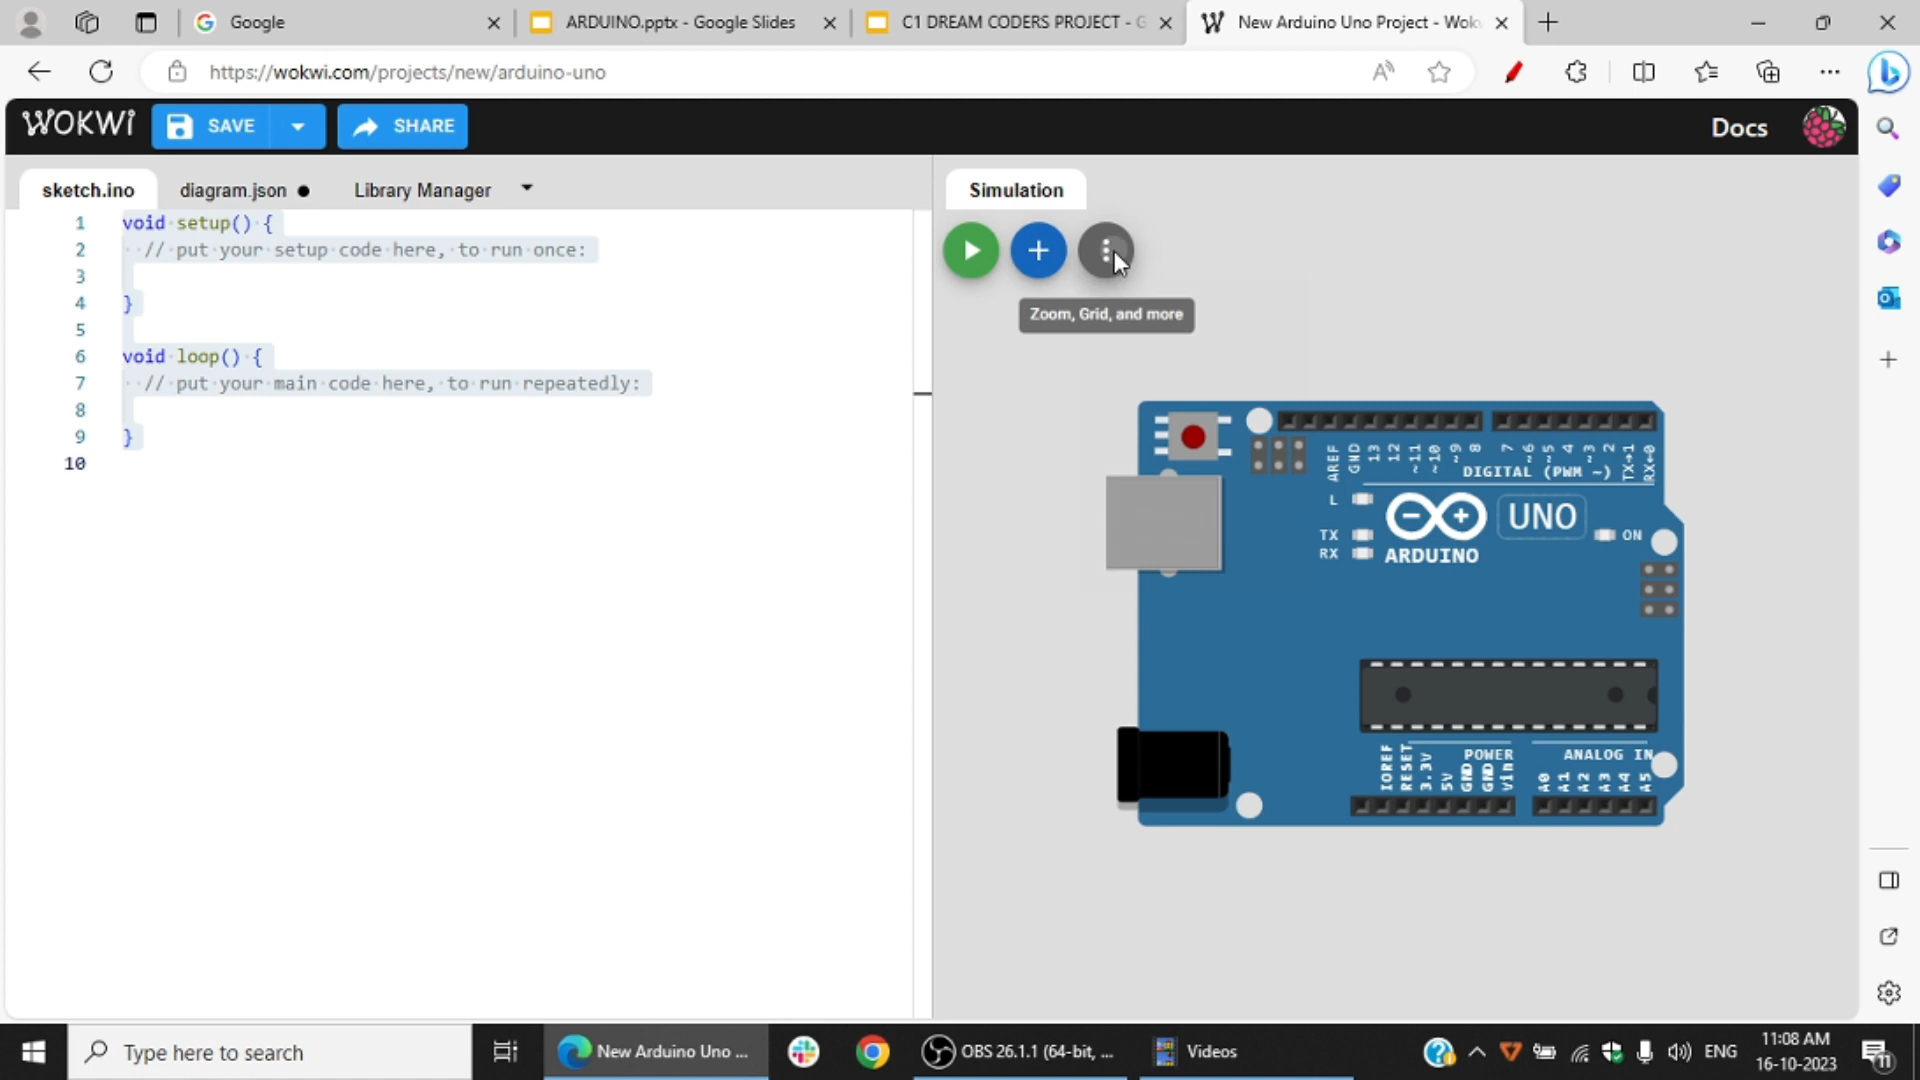 Google
ARDUINO.pptx - Google Slides
C1 DREAM CODERS PROJECT - G
New Arduino Uno Project - Wok
https://wokwi.com/projects/new/arduino-uno
WOKWI
SAVE
SHARE
Docs
sketch.ino
diagram.json
Library Manager
Simulation
1 void setup() {
2 // put your setup code here, to run once:
3
4 }
5
6 void loop() {
7 // put your main code here, to run repeatedly:
8
9 }
10
Zoom, Grid, and more
AREF GND 13 12 ~11 ~10 ~9 8 7 ~6 ~5 4 ~3 2 TX→1 RX←0
DIGITAL (PWM ~)
L
TX
RX
UNO
ON
ARDUINO
POWER
ANALOG IN
IOREF RESET 3.3V 5V GND GND Vin A0 A1 A2 A3 A4 A5
Type here to search
New Arduino Uno ...
OBS 26.1.1 (64-bit, ...
Videos
ENG
11:08 AM
16-10-2023
11